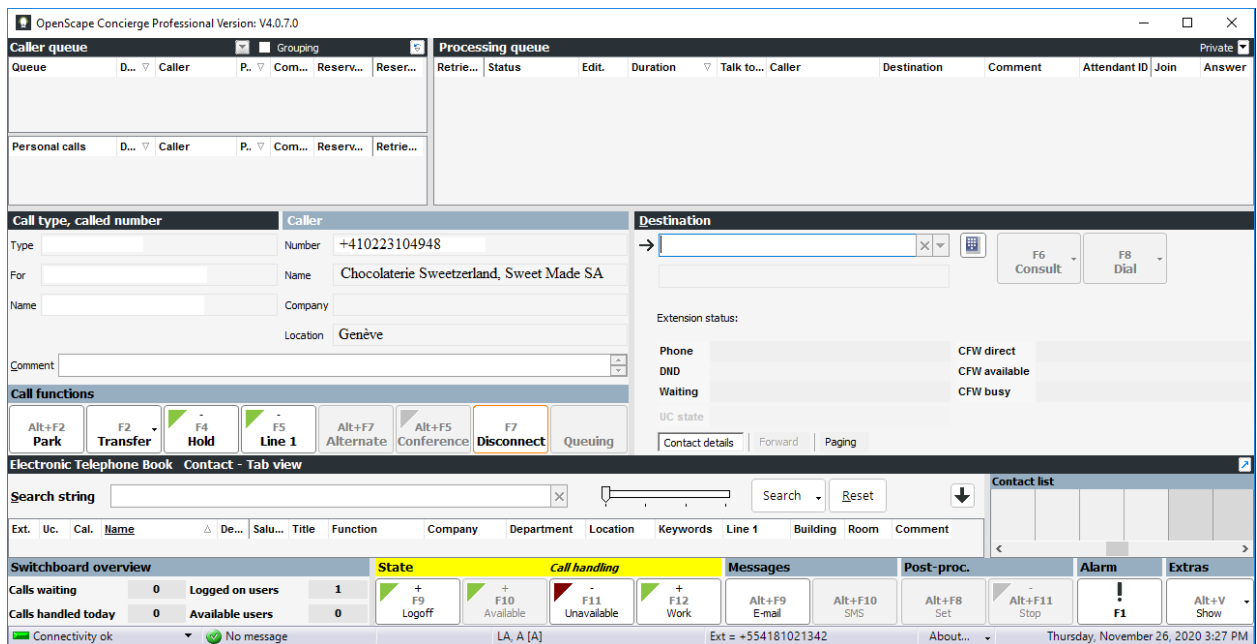 OpenScape Concierge Professional Version: V4.0.7.0
Caller queue Grouping
Queue D... Caller P.. Com... Reserv... Reser...
Personal calls D... Caller P.. Com... Reserv... Retrie...
Processing queue Private
Retrie... Status Edit. Duration Talk to... Caller Destination Comment Attendant ID Join Answer
Call type, called number
Type
For
Name
Comment
Caller
Number +410223104948
Name Chocolaterie Sweetzerland, Sweet Made SA
Company
Location Genève
Destination
F6
Consult
F8
Dial
Extension status:
Phone CFW direct
DND CFW available
Waiting CFW busy
UC state
Contact details Forward Paging
Call functions
Alt+F2
Park
F2
Transfer
-
F4
Hold
-
F5
Line 1
Alt+F7
Alternate
Alt+F5
Conference
F7
Disconnect
Queuing
Electronic Telephone Book Contact - Tab view
Search string Search Reset
Ext. Uc. Cal. Name De... Salu... Title Function Company Department Location Keywords Line 1 Building Room Comment
Contact list
Switchboard overview
Calls waiting 0 Logged on users 1
Calls handled today 0 Available users 0
State Call handling
+
F9
Logoff
+
F10
Available
-
F11
Unavailable
+
F12
Work
Messages
Alt+F9
E-mail
Alt+F10
SMS
Post-proc.
Alt+F8
Set
-
Alt+F11
Stop
Alarm
!
F1
Extras
Alt+V
Show
Connectivity ok No message LA, A [A] Ext = +554181021342 About... Thursday, November 26, 2020 3:27 PM